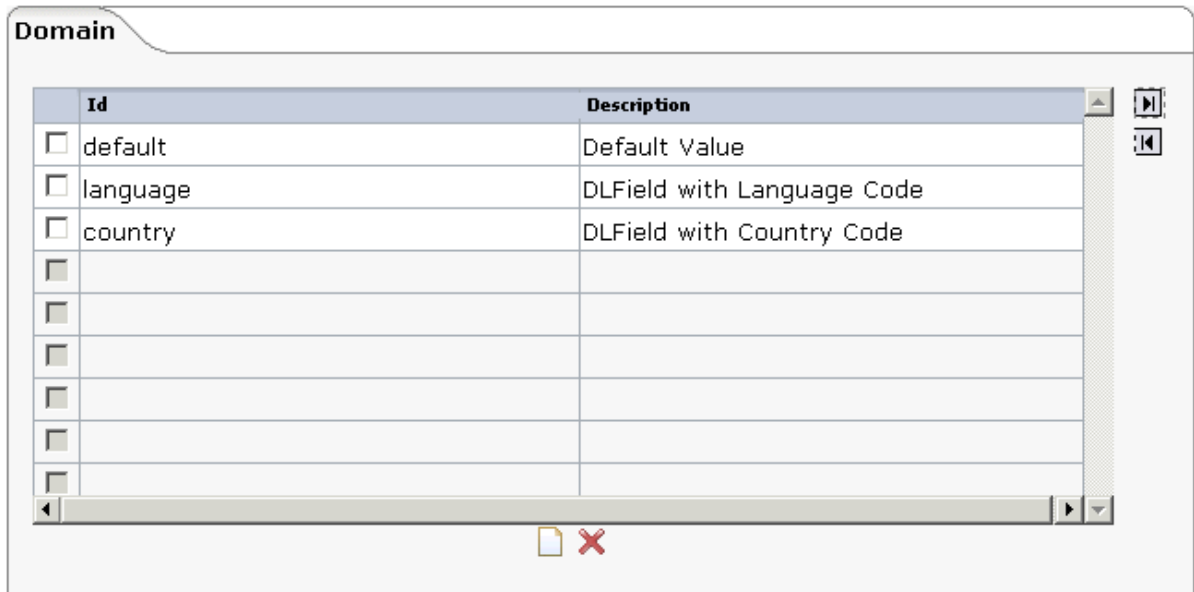 Domain
Id Description
default Default Value
language DLField with Language Code
country DLField with Country Code